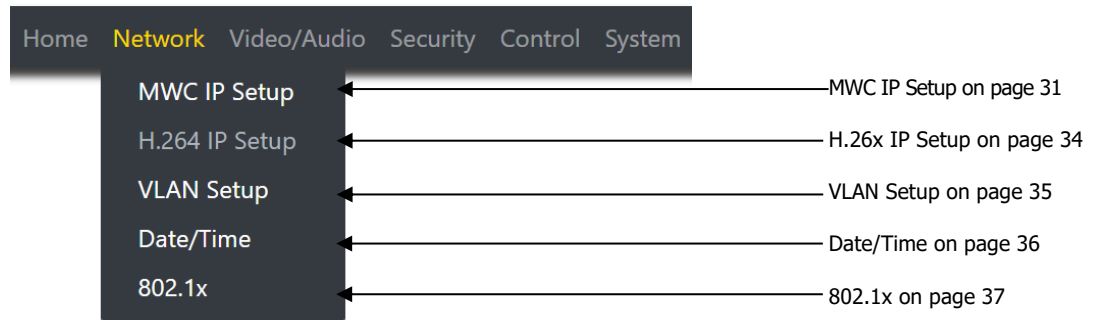 Home Network Video/Audio Security Control System
MWC IP Setup MWC IP Setup on page 31
H.264 IP Setup H.26x IP Setup on page 34
VLAN Setup VLAN Setup on page 35
Date/Time Date/Time on page 36
802.1x 802.1x on page 37